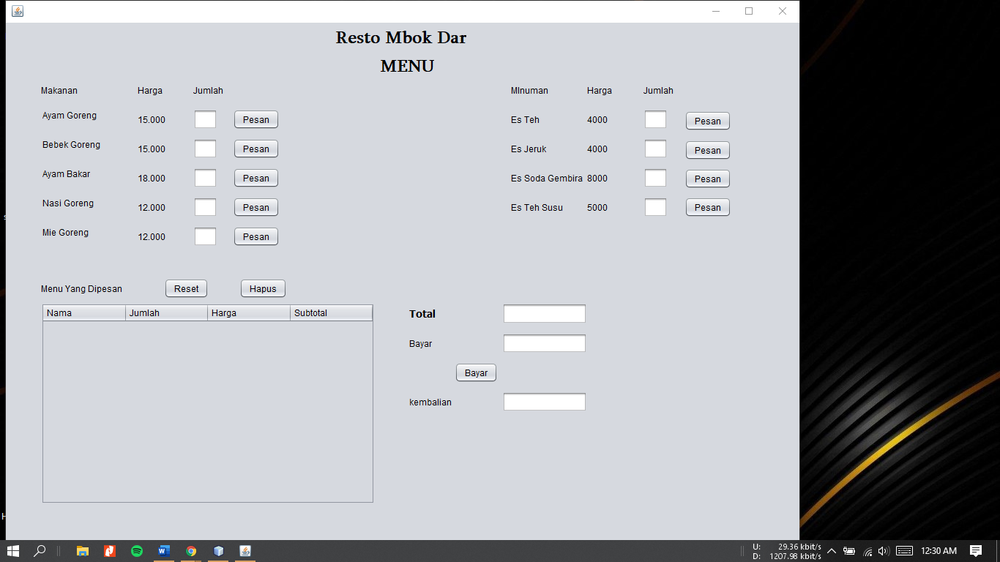 Resto Mbok Dar
MENU
Makanan Harga Jumlah
Ayam Goreng 15.000 Pesan
Bebek Goreng 15.000 Pesan
Ayam Bakar 18.000 Pesan
Nasi Goreng 12.000 Pesan
Mie Goreng 12.000 Pesan
MInuman Harga Jumlah
Es Teh 4000 Pesan
Es Jeruk 4000 Pesan
Es Soda Gembira 8000 Pesan
Es Teh Susu 5000 Pesan
Menu Yang Dipesan Reset Hapus
Nama Jumlah Harga Subtotal
Total
Bayar
Bayar
kembalian
U: 29.36 kbit/s
D: 1207.98 kbit/s
12:30 AM